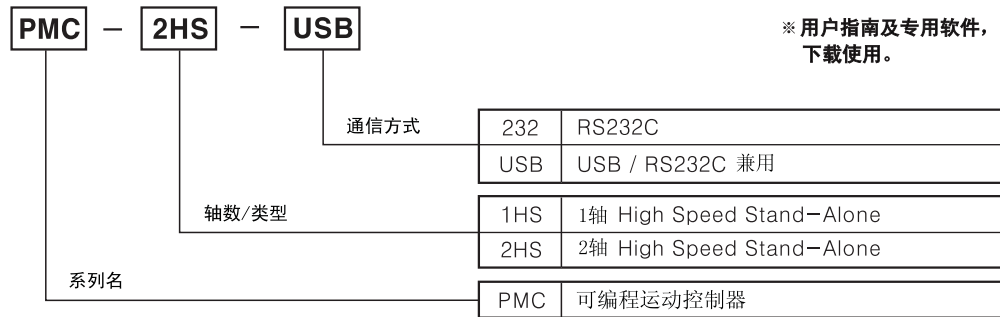 PMC - 2HS - USB
※用户指南及专用软件，
下载使用。
通信方式
232 RS232C
USB USB / RS232C 兼用
轴数/类型
1HS 1轴 High Speed Stand-Alone
2HS 2轴 High Speed Stand-Alone
系列名
PMC 可编程运动控制器